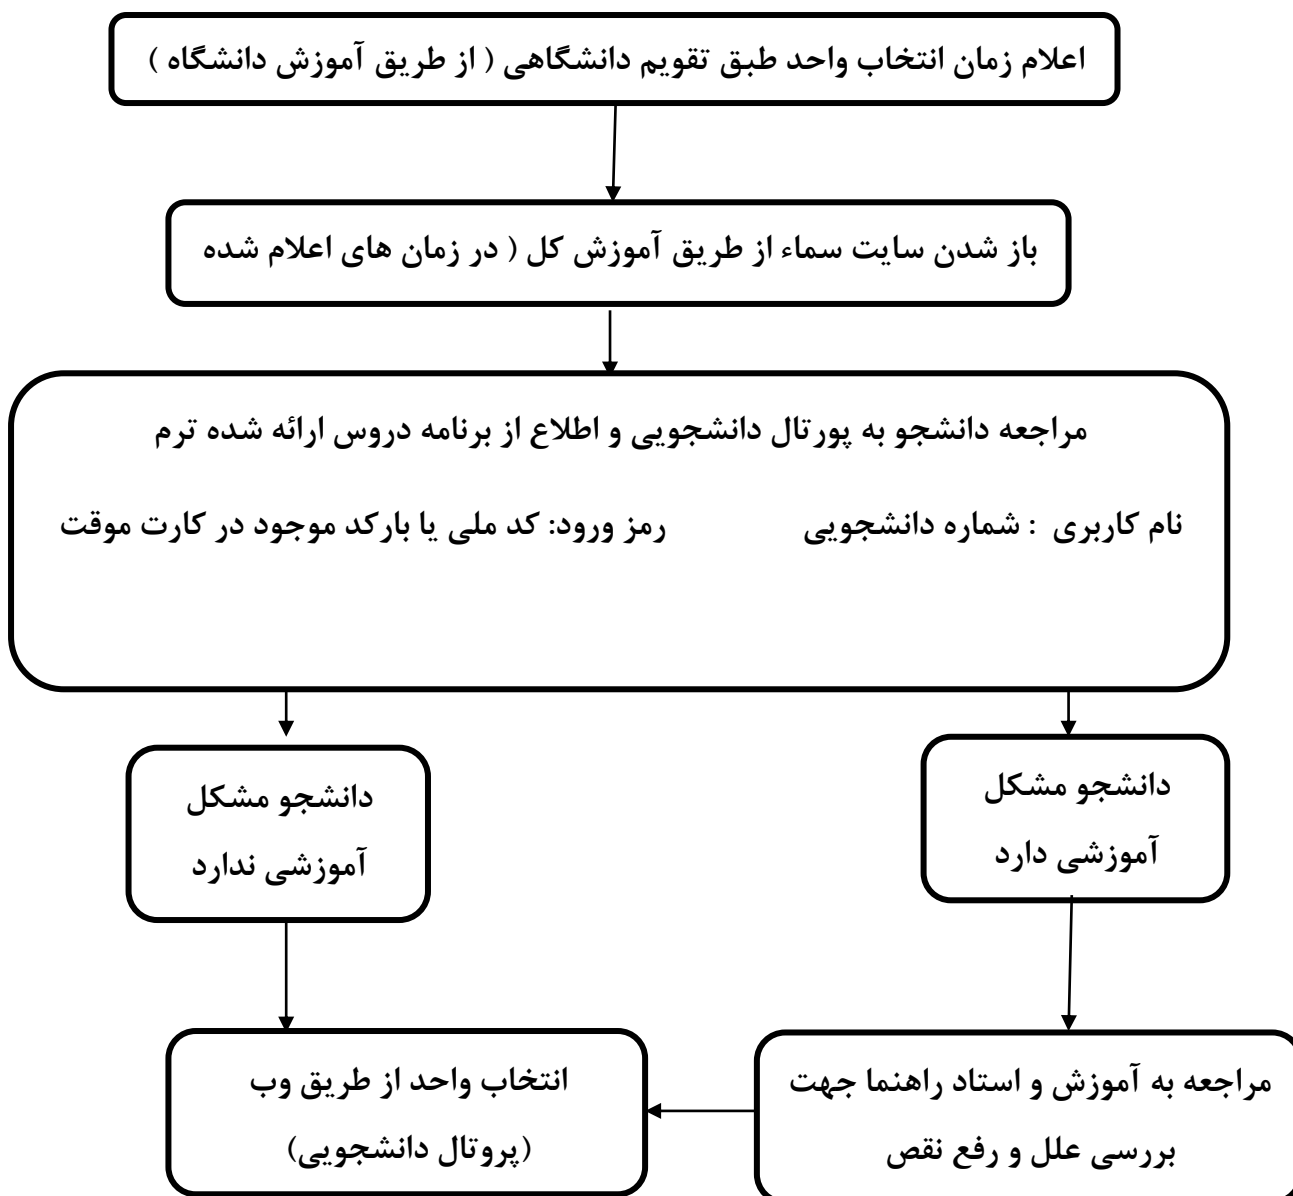 اعلام زمان انتخاب واحد طبق تقویم دانشگاهی ( از طریق آموزش دانشگاه )
باز شدن سایت سماء از طریق آموزش کل ( در زمان های اعلام شده
مراجعه دانشجو به پورتال دانشجویی و اطلاع از برنامه دروس ارائه شده ترم
نام کاربری : شماره دانشجویی رمز ورود: کد ملی یا بارکد موجود در کارت موقت
دانشجو مشکل
آموزشی دارد
دانشجو مشکل
آموزشی ندارد
مراجعه به آموزش و استاد راهنما جهت
بررسی علل و رفع نقص
انتخاب واحد از طریق وب
(پروتال دانشجویی)